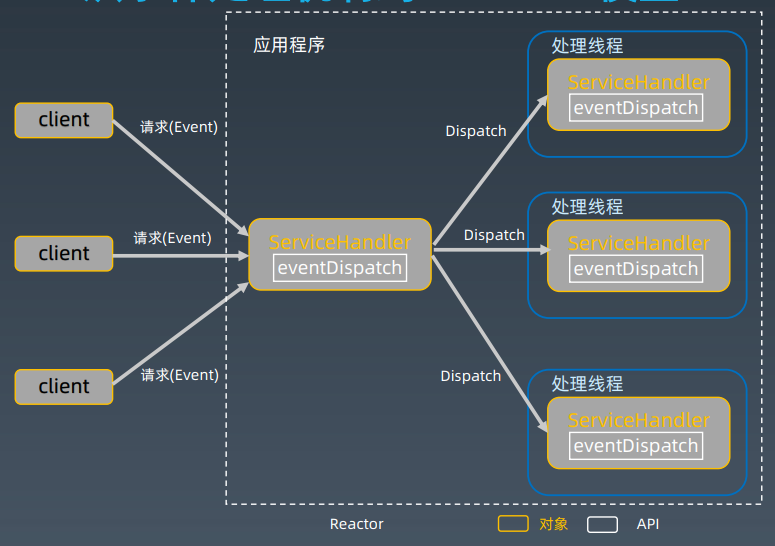 应用程序
处理线程
ServiceHandler
eventDispatch
client
请求(Event)
Dispatch
处理线程
client
请求(Event)
ServiceHandler
eventDispatch
Dispatch
ServiceHandler
eventDispatch
client
请求(Event)
Dispatch
处理线程
ServiceHandler
eventDispatch
Reactor
对象
API